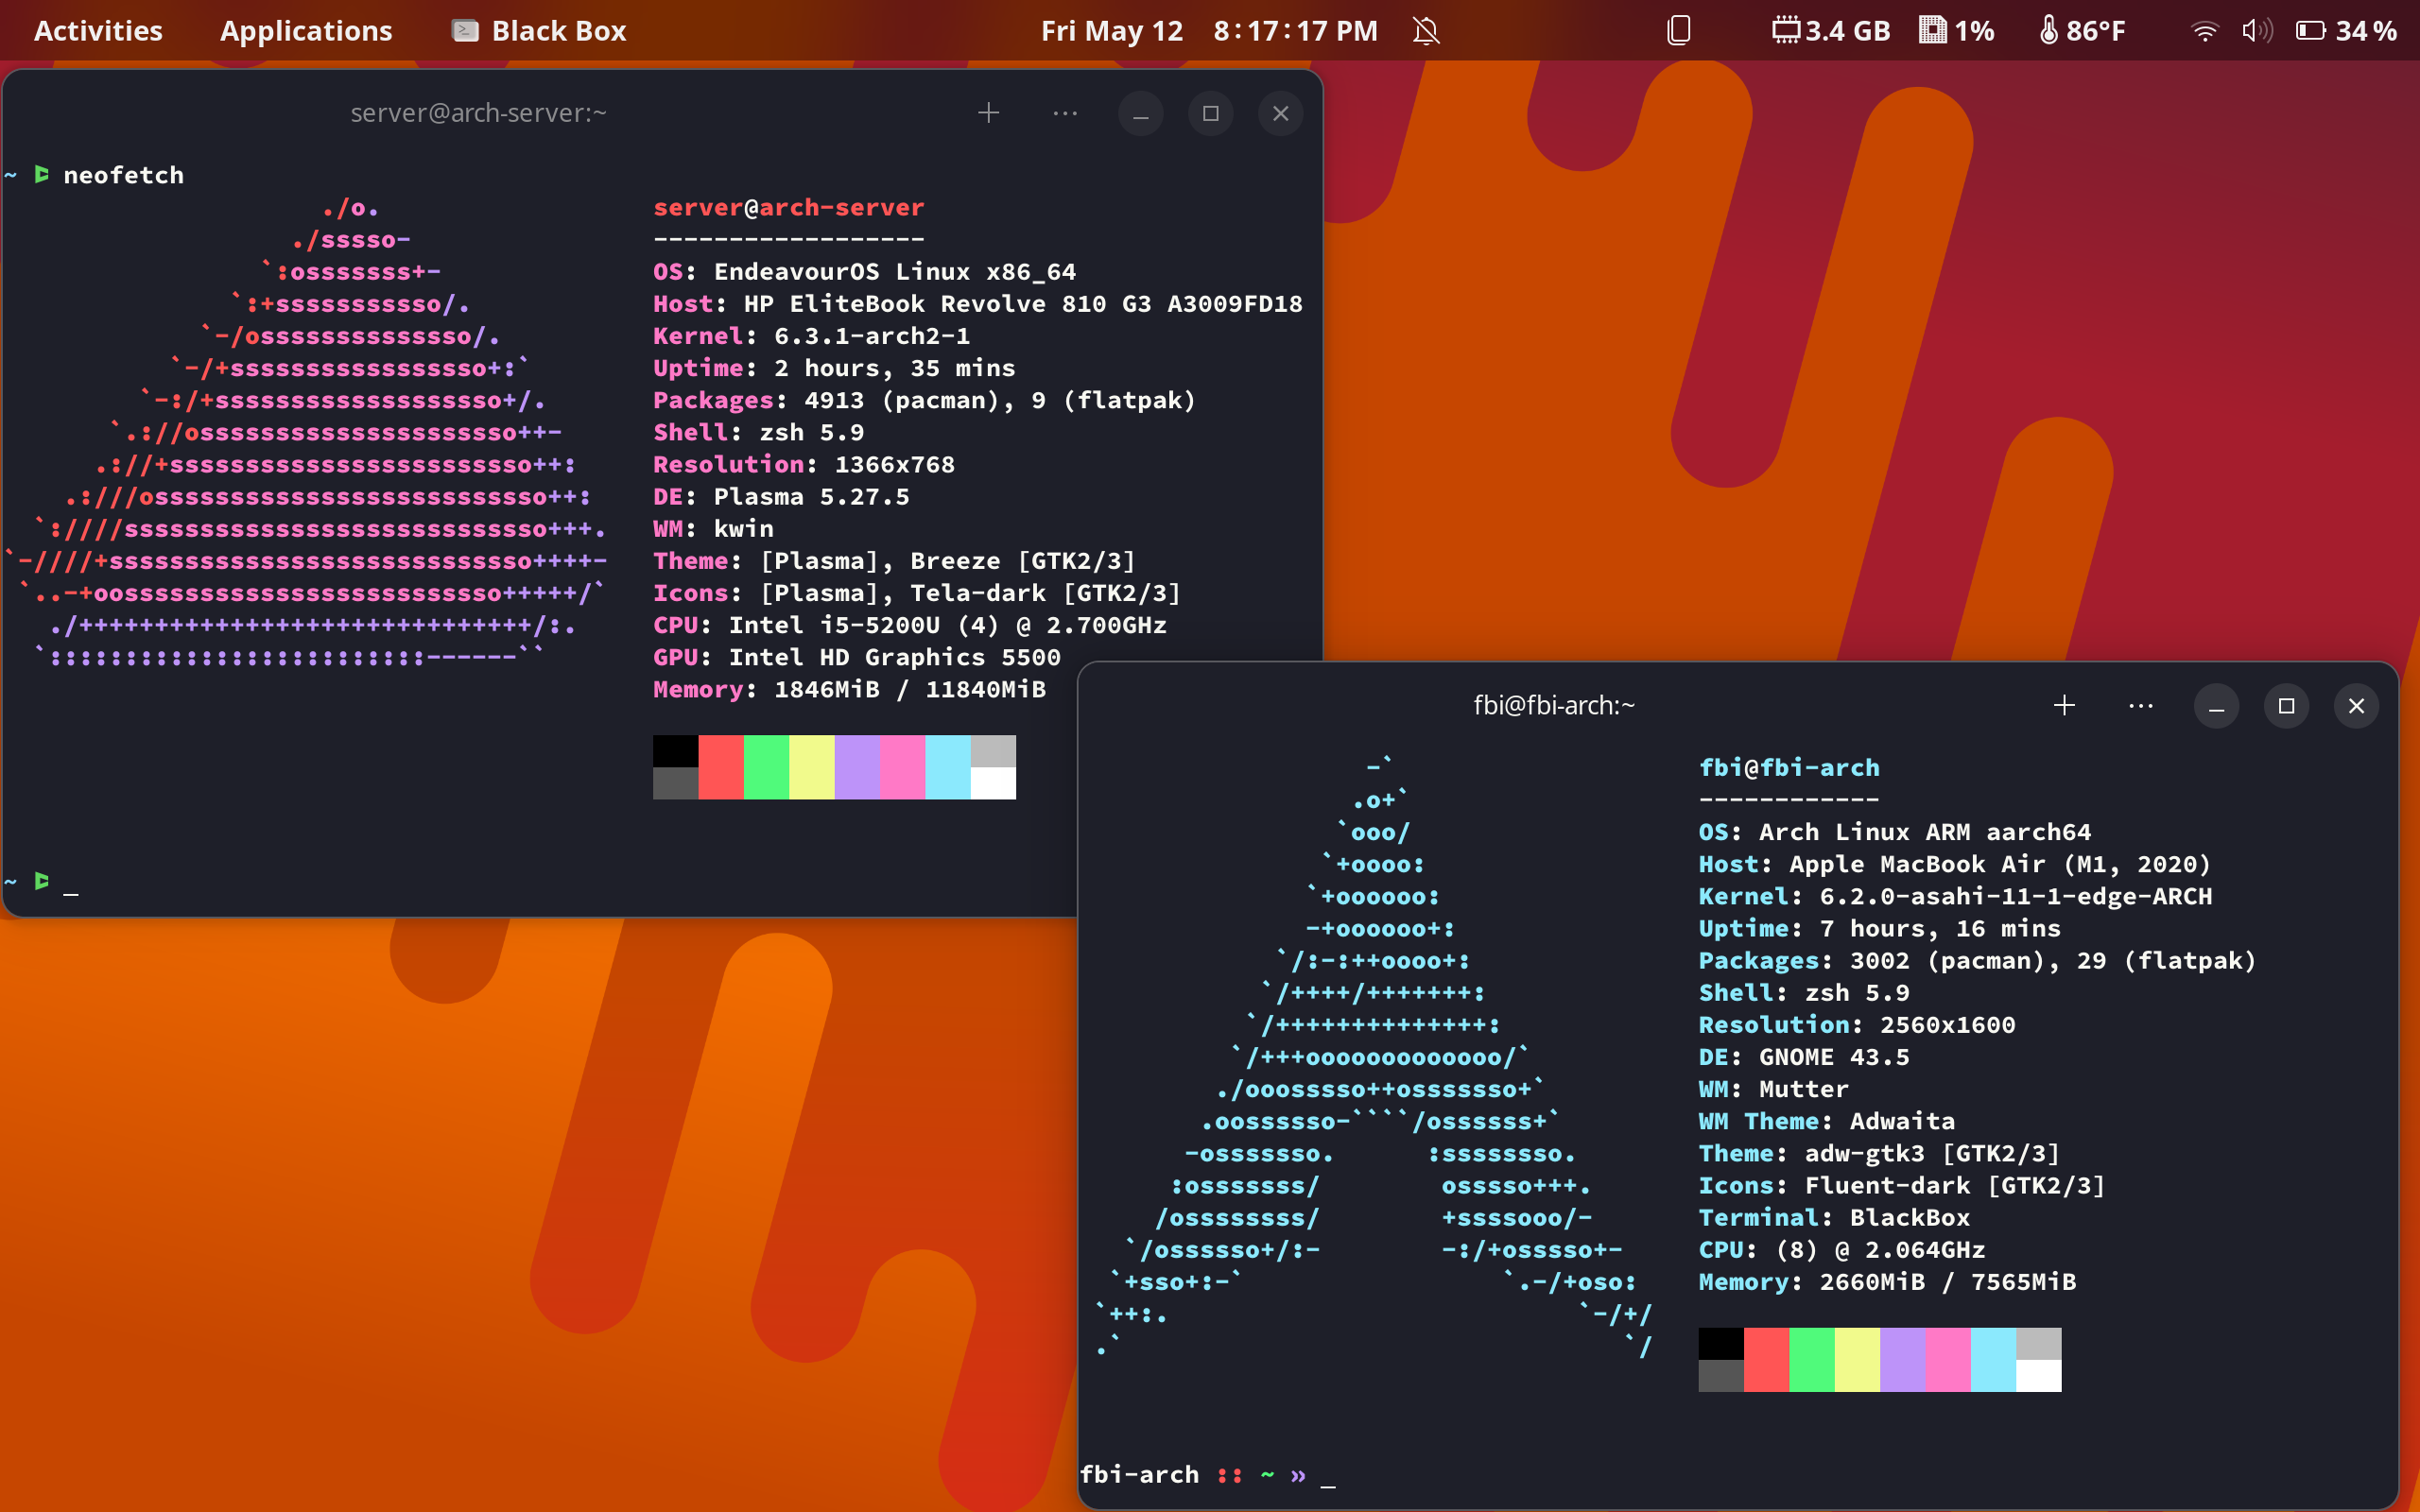 Activities Applications Black Box Fri May 12 8:17:17 PM 3.4 GB 1% 86°F 34 %
server@arch-server:~
~ neofetch
./o.
./sssso-
`:osssssss+-
`:+sssssssssso/.
`-/ossssssssssssso/.
`-/+sssssssssssssssso+:`
`-:/+sssssssssssssssssso+/.
`.://osssssssssssssssssssso++-
.://+ssssssssssssssssssssssso++:
.:///ossssssssssssssssssssssssso++:
`:////ssssssssssssssssssssssssssso+++.
`-////+ssssssssssssssssssssssssssso++++-
`..-+oosssssssssssssssssssssssso+++++/`
./++++++++++++++++++++++++++++++/:.
`:::::::::::::::::::::::::------``
server@arch-server
------------------
OS: EndeavourOS Linux x86_64
Host: HP EliteBook Revolve 810 G3 A3009FD18
Kernel: 6.3.1-arch2-1
Uptime: 2 hours, 35 mins
Packages: 4913 (pacman), 9 (flatpak)
Shell: zsh 5.9
Resolution: 1366x768
DE: Plasma 5.27.5
WM: kwin
Theme: [Plasma], Breeze [GTK2/3]
Icons: [Plasma], Tela-dark [GTK2/3]
CPU: Intel i5-5200U (4) @ 2.700GHz
GPU: Intel HD Graphics 5500
Memory: 1846MiB / 11840MiB
~ _
fbi@fbi-arch:~
-`
.o+`
`ooo/
`+oooo:
`+oooooo:
-+oooooo+:
`/:-:++oooo+:
`/++++/+++++++:
`/++++++++++++++:
`/+++ooooooooooooo/`
./ooosssso++osssssso+`
.oossssso-````/ossssss+`
-osssssso. :ssssssso.
:osssssss/ osssso+++.
/ossssssss/ +ssssooo/-
`/ossssso+/:- -:/+osssso+-
`+sso+:-` `.-/+oso:
`++:. `-/+/
.` `/
fbi@fbi-arch
------------
OS: Arch Linux ARM aarch64
Host: Apple MacBook Air (M1, 2020)
Kernel: 6.2.0-asahi-11-1-edge-ARCH
Uptime: 7 hours, 16 mins
Packages: 3002 (pacman), 29 (flatpak)
Shell: zsh 5.9
Resolution: 2560x1600
DE: GNOME 43.5
WM: Mutter
WM Theme: Adwaita
Theme: adw-gtk3 [GTK2/3]
Icons: Fluent-dark [GTK2/3]
Terminal: BlackBox
CPU: (8) @ 2.064GHz
Memory: 2660MiB / 7565MiB
fbi-arch :: ~ » _